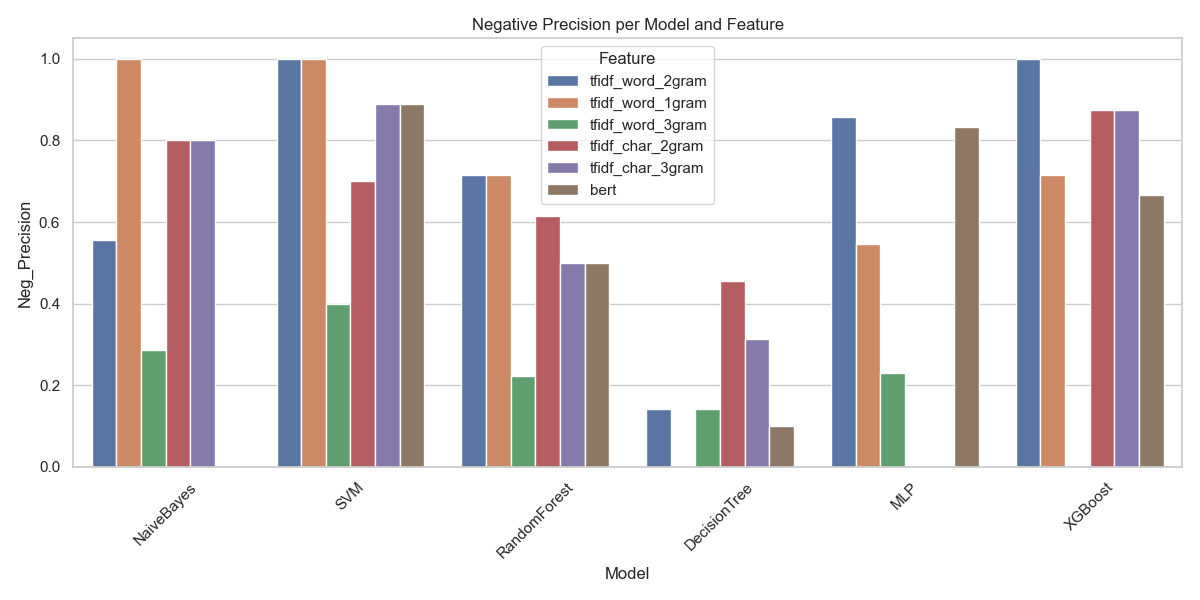 Negative Precision per Model and Feature
Neg_Precision
1.0
0.8
0.6
0.4
0.2
0.0
Feature
tfidf_word_2gram
tfidf_word_1gram
tfidf_word_3gram
tfidf_char_2gram
tfidf_char_3gram
bert
NaiveBayes
SVM
RandomForest
DecisionTree
MLP
XGBoost
Model